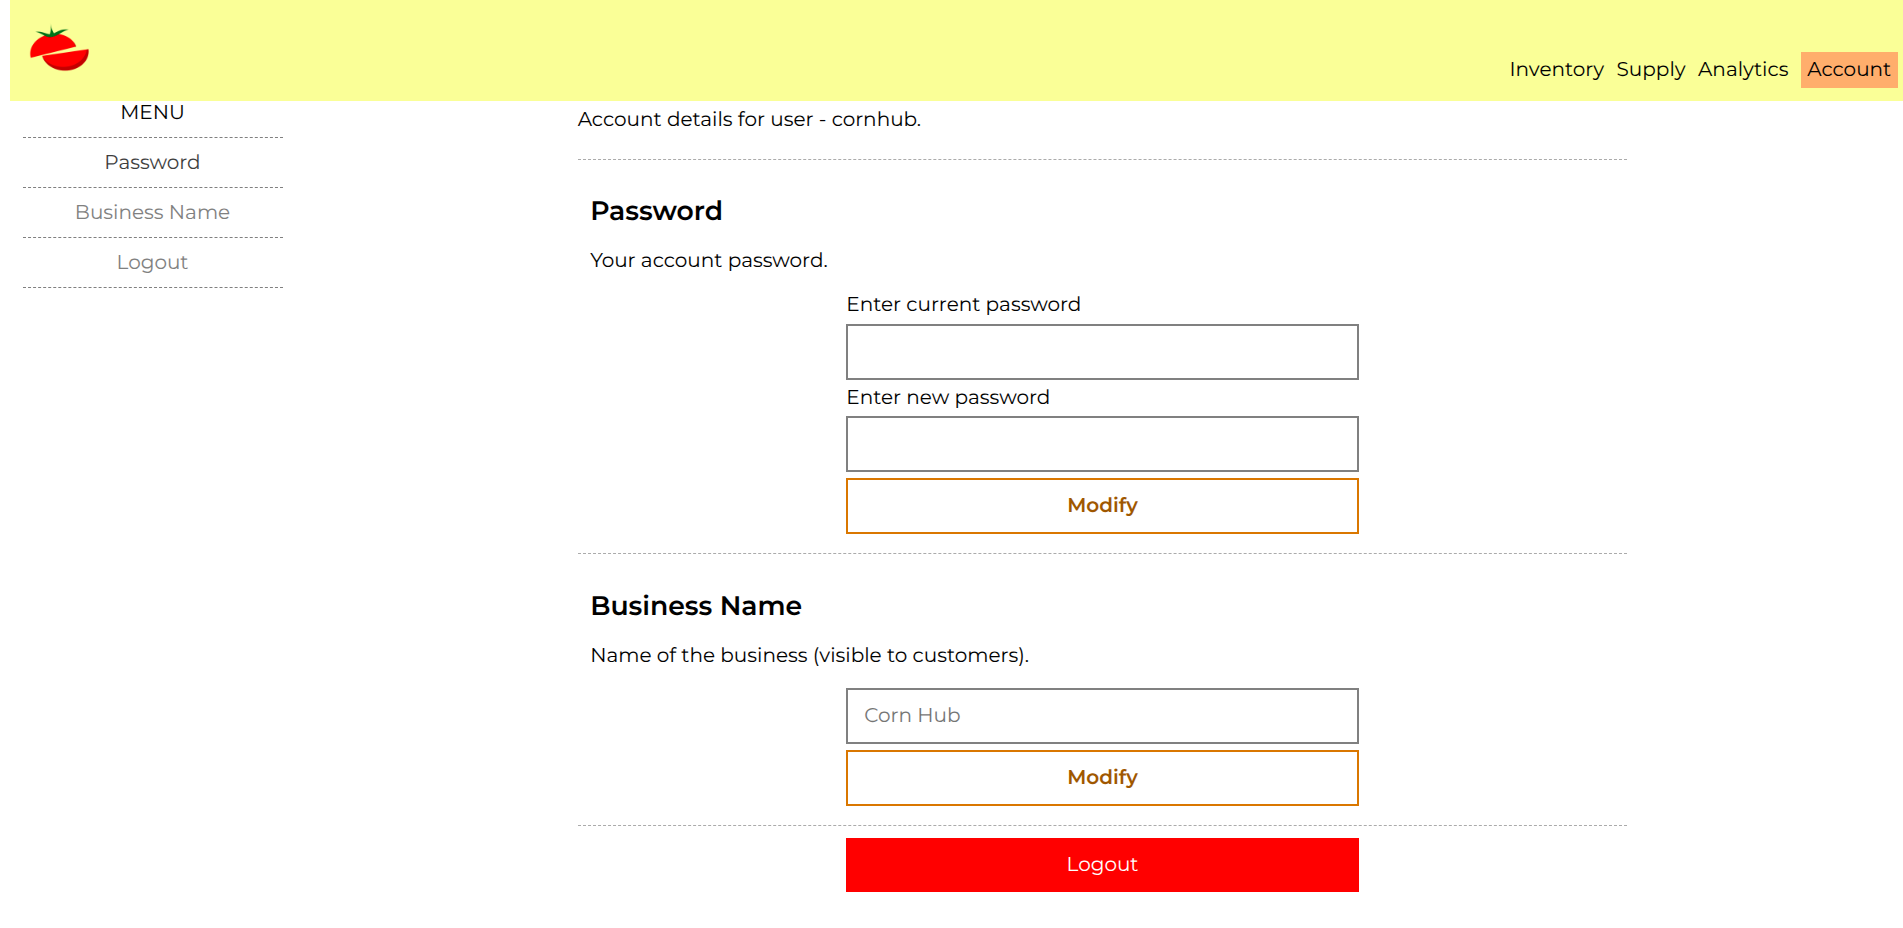 Inventory Supply Analytics Account
MENU
Password
Business Name
Logout
Account details for user - cornhub.
Password
Your account password.
Enter current password
Enter new password
Modify
Business Name
Name of the business (visible to customers).
Corn Hub
Modify
Logout